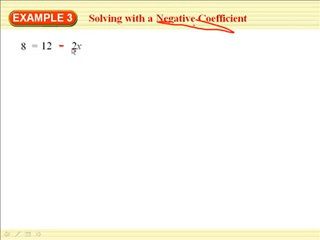 EXAMPLE 3 Solving with a Negative Coefficient
8 = 12 - 2x